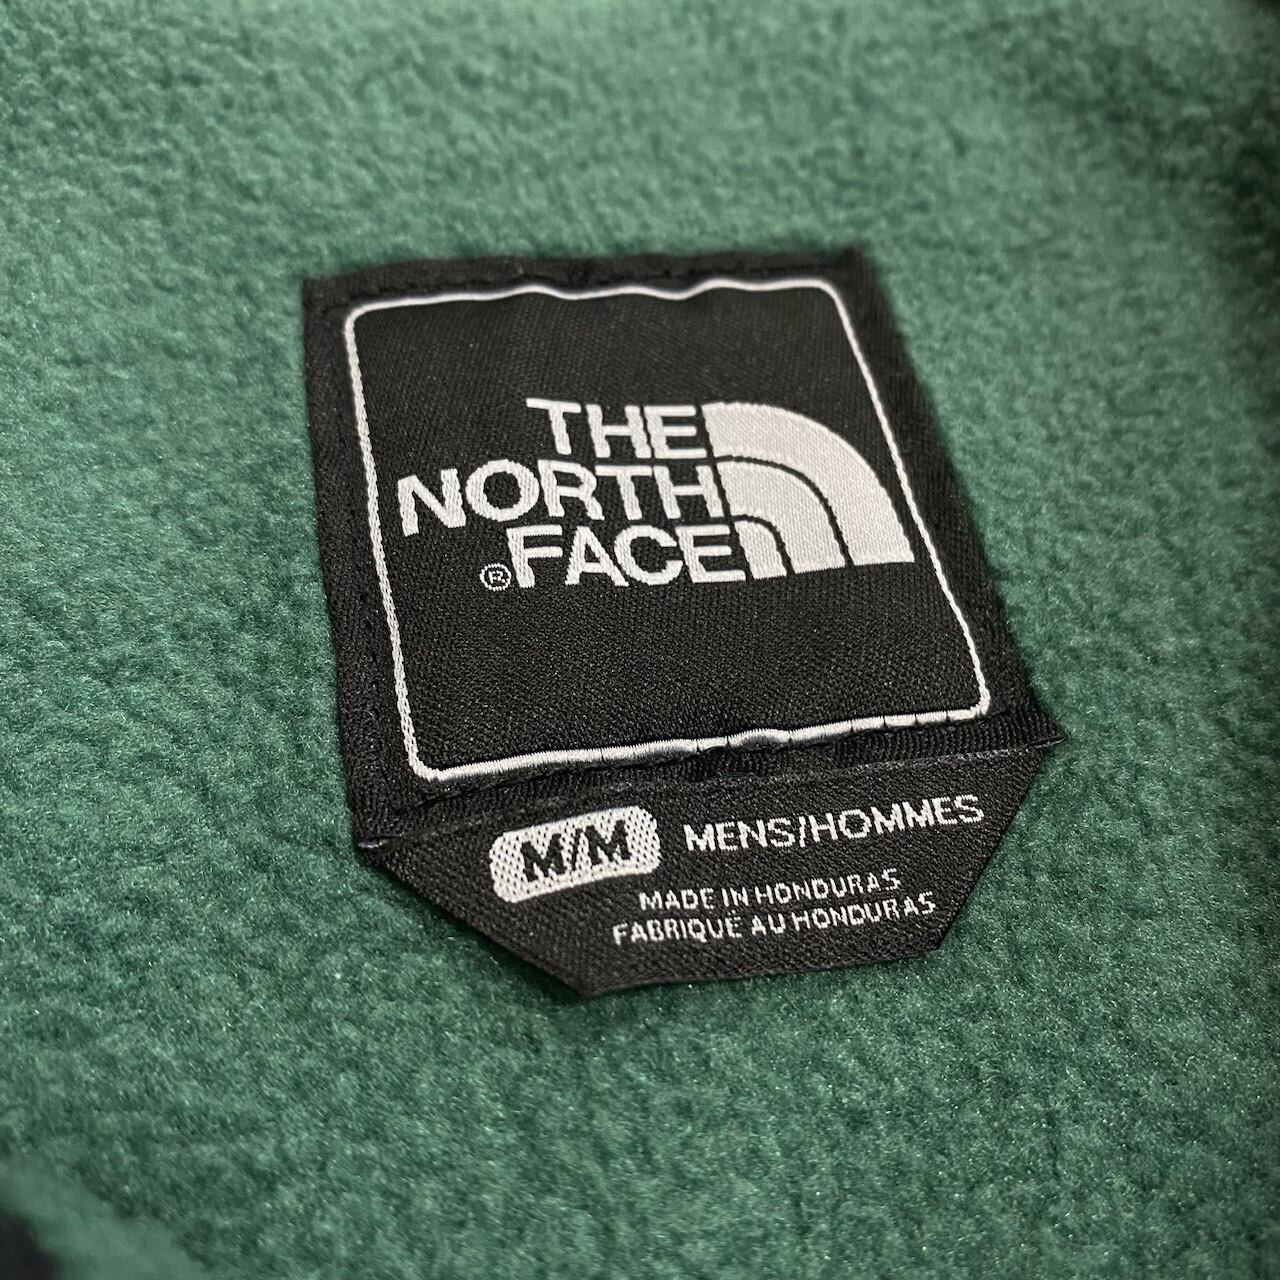 THE
NORTH
®FACE
M/M MENS/HOMMES
MADE IN HONDURAS
FABRIQUÉ AU HONDURAS